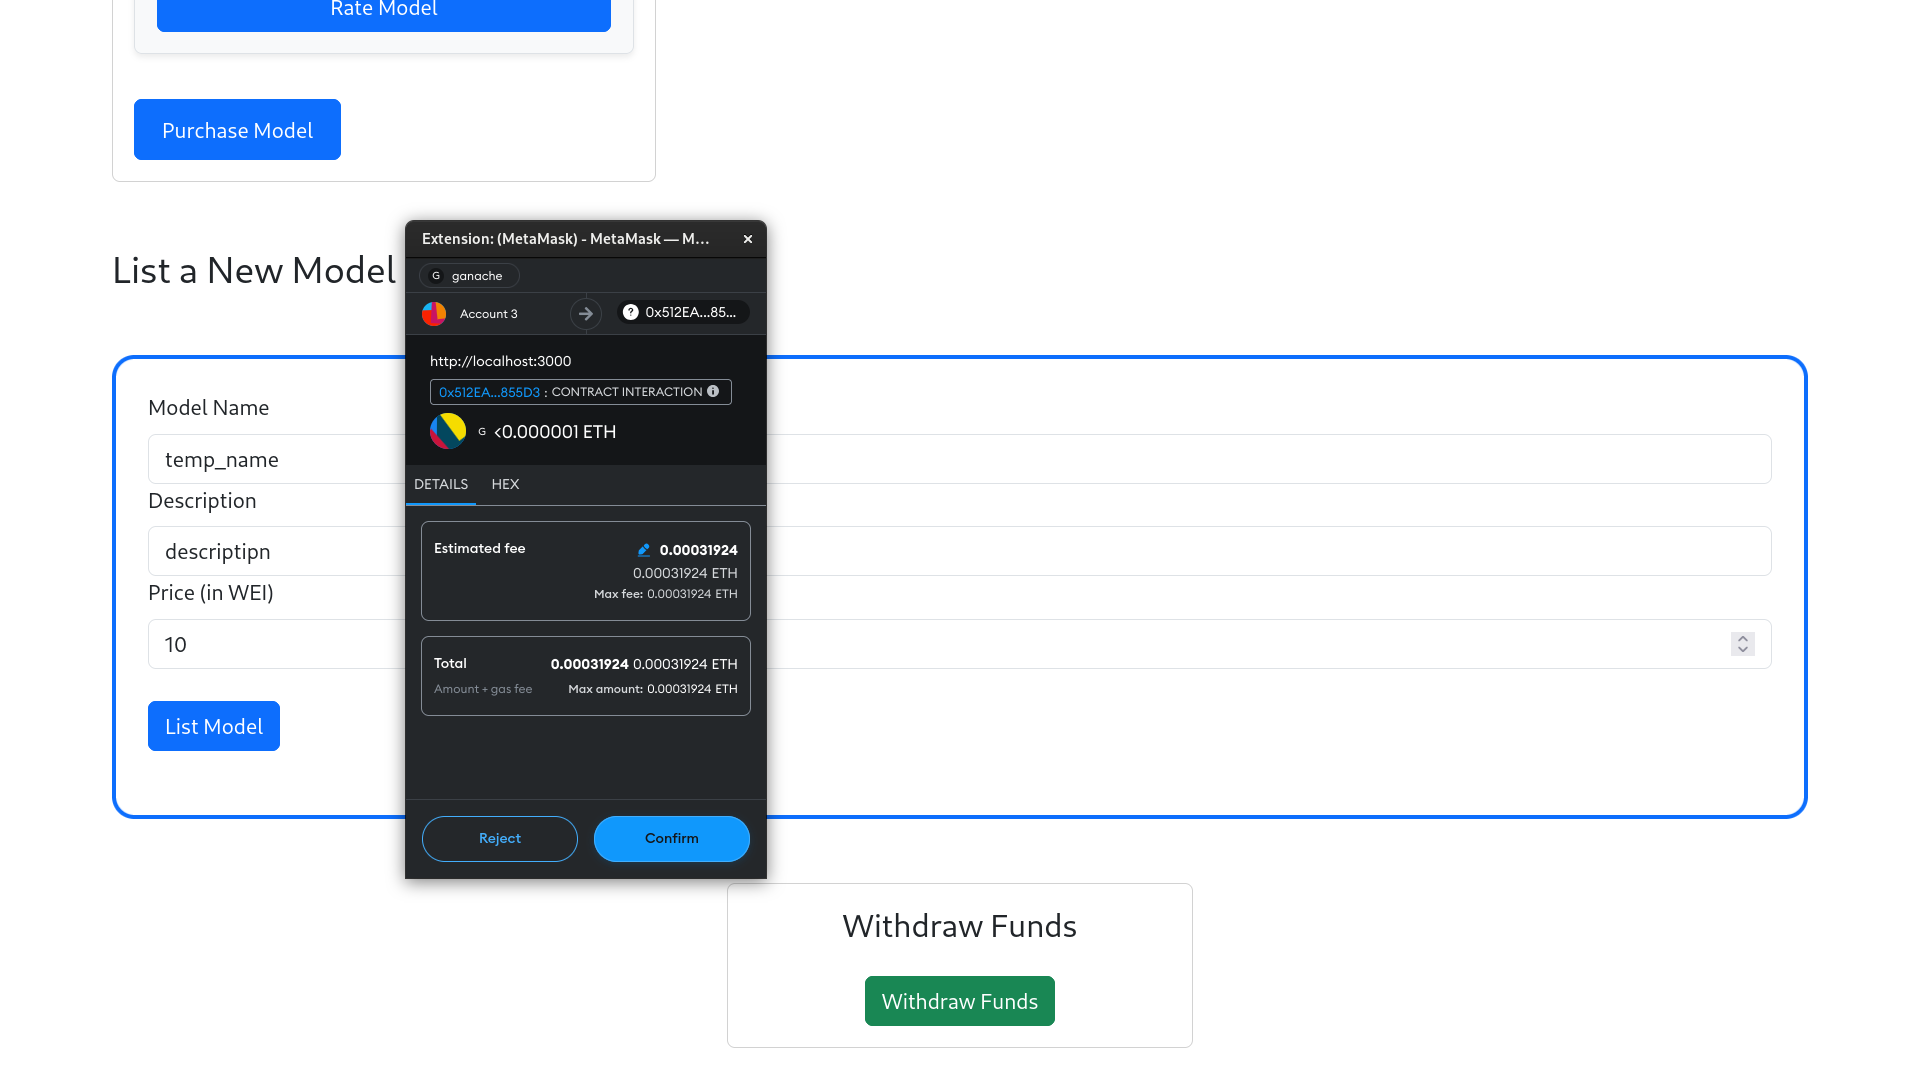 Rate Model
Purchase Model
List a New Model
Extension: (MetaMask) - MetaMask — M...
G ganache
Account 3
? 0x512EA...85...
http://localhost:3000
0x512EA...855D3 : CONTRACT INTERACTION
G <0.000001 ETH
DETAILS HEX
Estimated fee 0.00031924
0.00031924 ETH
Max fee: 0.00031924 ETH
Total 0.00031924 0.00031924 ETH
Amount + gas fee Max amount: 0.00031924 ETH
Reject Confirm
Model Name
temp_name
Description
descriptipn
Price (in WEI)
10
List Model
Withdraw Funds
Withdraw Funds